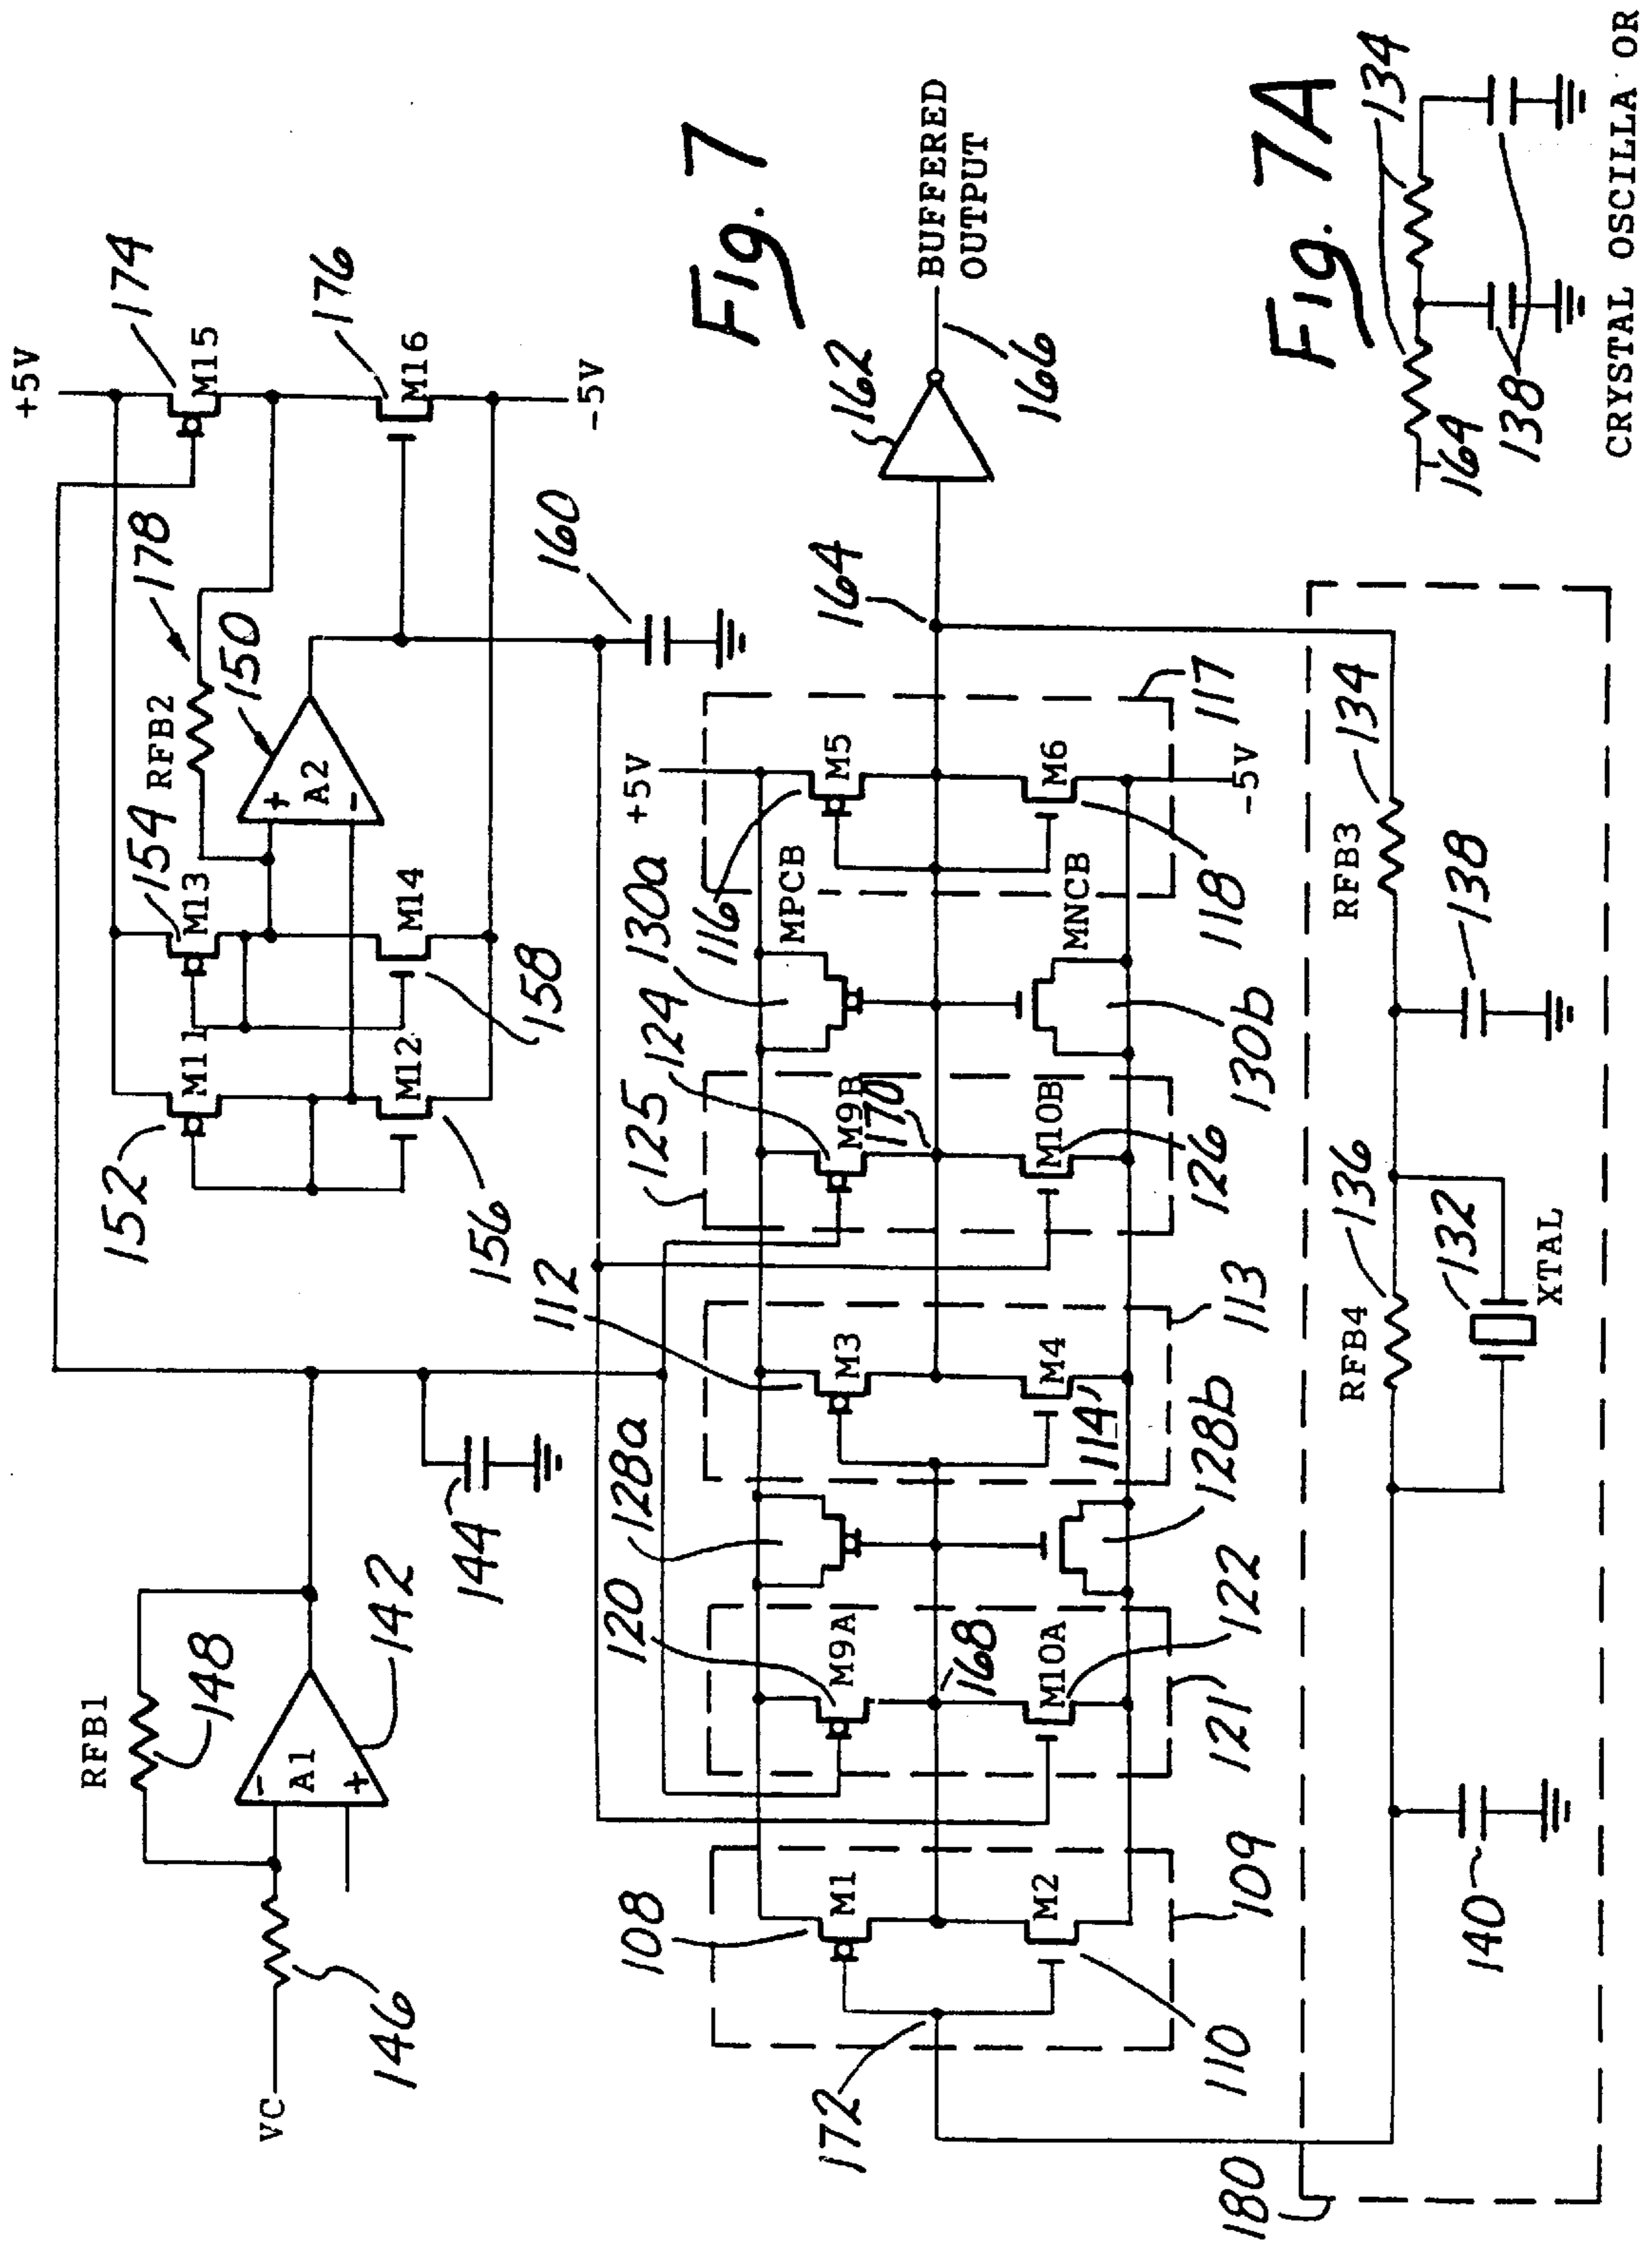 +5V
174
M15
176
M16
-5V
178
RFB2
150
A2
+
-
154
M13
M14
158
160
152
M11
M12
156
RFB1
148
A1
-
+
142
144
VC
146
Fig. 7
BUFFERED
OUTPUT
162
166
164
117
+5V
M5
M6
-5V
116
118
MPCB
MNCB
130a
130b
124
125
M9B
170
M10B
126
112
113
M3
M4
114
128a
128b
120
M9A
168
M10A
122
121
108
M1
M2
109
110
172
180
RFB3
134
138
136
RFB4
132
XTAL
140
Fig. 7A
134
164
138
CRYSTAL OSCILLA OR